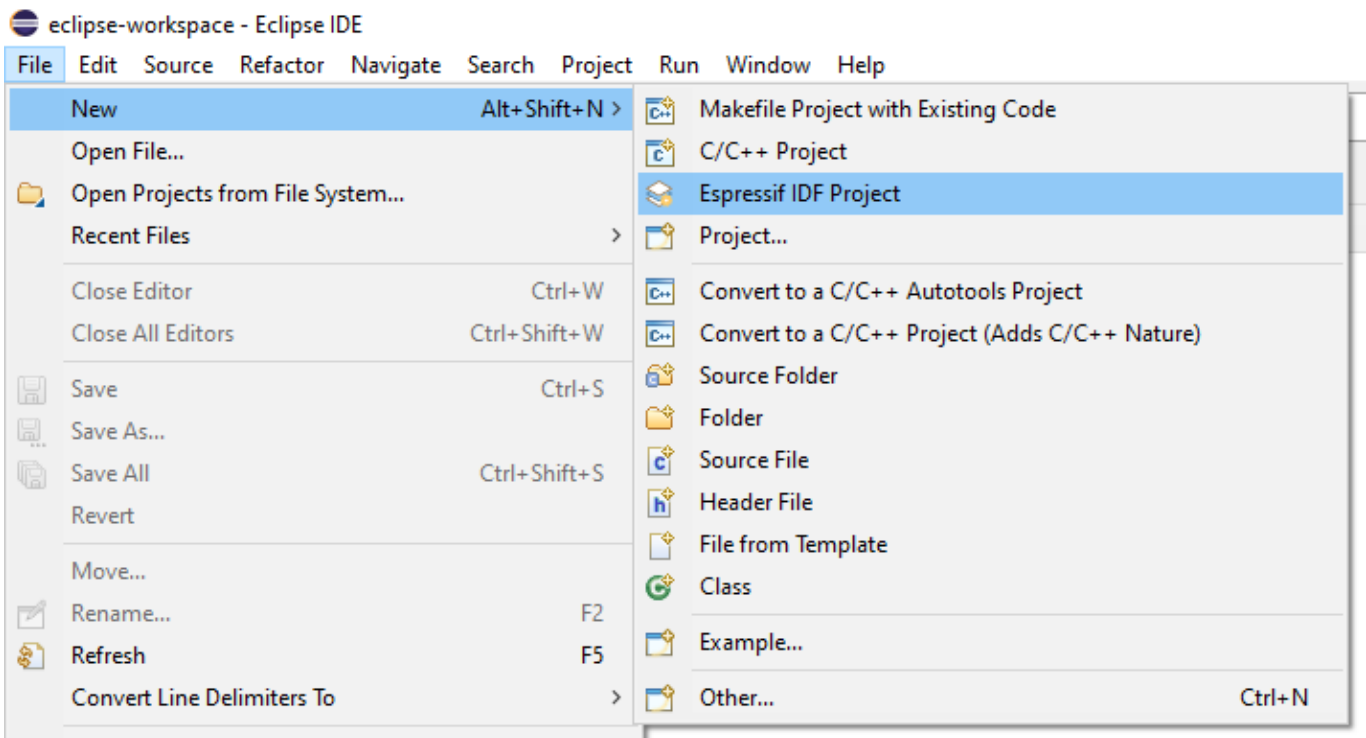 eclipse-workspace - Eclipse IDE
File Edit Source Refactor Navigate Search Project Run Window Help
New Alt+Shift+N >
Open File...
Open Projects from File System...
Recent Files >
Close Editor Ctrl+W
Close All Editors Ctrl+Shift+W
Save Ctrl+S
Save As...
Save All Ctrl+Shift+S
Revert
Move...
Rename... F2
Refresh F5
Convert Line Delimiters To >
Makefile Project with Existing Code
C/C++ Project
Espressif IDF Project
Project...
Convert to a C/C++ Autotools Project
Convert to a C/C++ Project (Adds C/C++ Nature)
Source Folder
Folder
Source File
Header File
File from Template
Class
Example...
Other... Ctrl+N